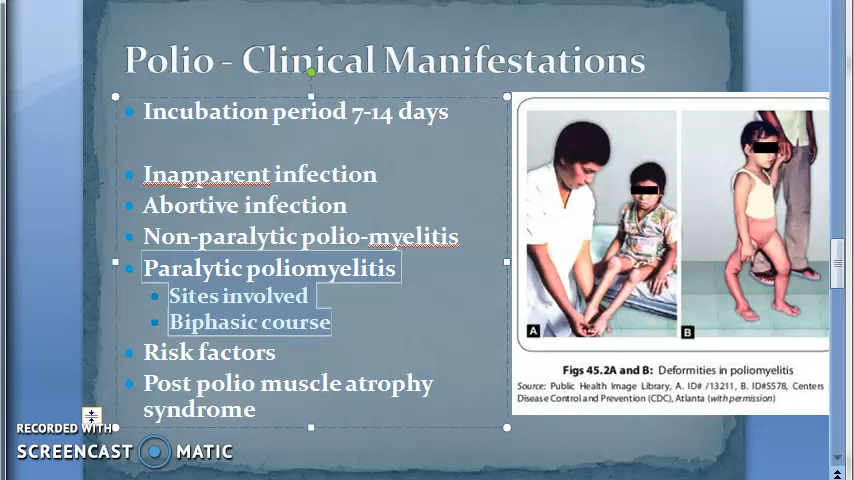 Polio - Clinical Manifestations
Incubation period 7-14 days
Inapparent infection
Abortive infection
Non-paralytic polio-myelitis
Paralytic poliomyelitis
Sites involved
Biphasic course
Risk factors
Post polio muscle atrophy
syndrome
A
B
Figs 45.2A and B: Deformities in poliomyelitis
Source: Public Health Image Library, A. ID# /13211, B. ID#5578, Centers
Disease Control and Prevention (CDC), Atlanta (with permission)
RECORDED WITH
SCREENCAST MATIC